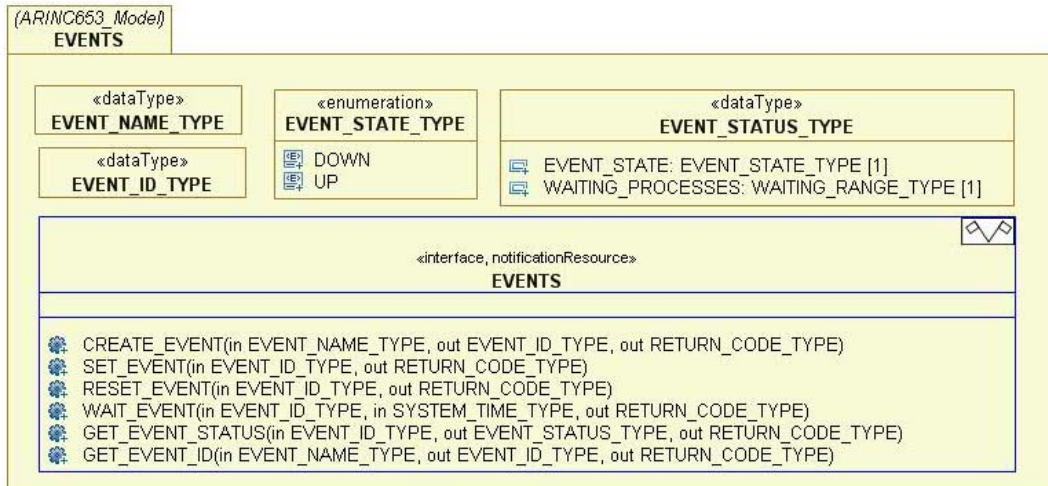 (ARINC653_Model)
EVENTS
«dataType»
EVENT_NAME_TYPE
«dataType»
EVENT_ID_TYPE
«enumeration»
EVENT_STATE_TYPE
DOWN
UP
«dataType»
EVENT_STATUS_TYPE
EVENT_STATE: EVENT_STATE_TYPE [1]
WAITING_PROCESSES: WAITING_RANGE_TYPE [1]
«interface, notificationResource»
EVENTS
CREATE_EVENT(in EVENT_NAME_TYPE, out EVENT_ID_TYPE, out RETURN_CODE_TYPE)
SET_EVENT(in EVENT_ID_TYPE, out RETURN_CODE_TYPE)
RESET_EVENT(in EVENT_ID_TYPE, out RETURN_CODE_TYPE)
WAIT_EVENT(in EVENT_ID_TYPE, in SYSTEM_TIME_TYPE, out RETURN_CODE_TYPE)
GET_EVENT_STATUS(in EVENT_ID_TYPE, out EVENT_STATUS_TYPE, out RETURN_CODE_TYPE)
GET_EVENT_ID(in EVENT_NAME_TYPE, out EVENT_ID_TYPE, out RETURN_CODE_TYPE)